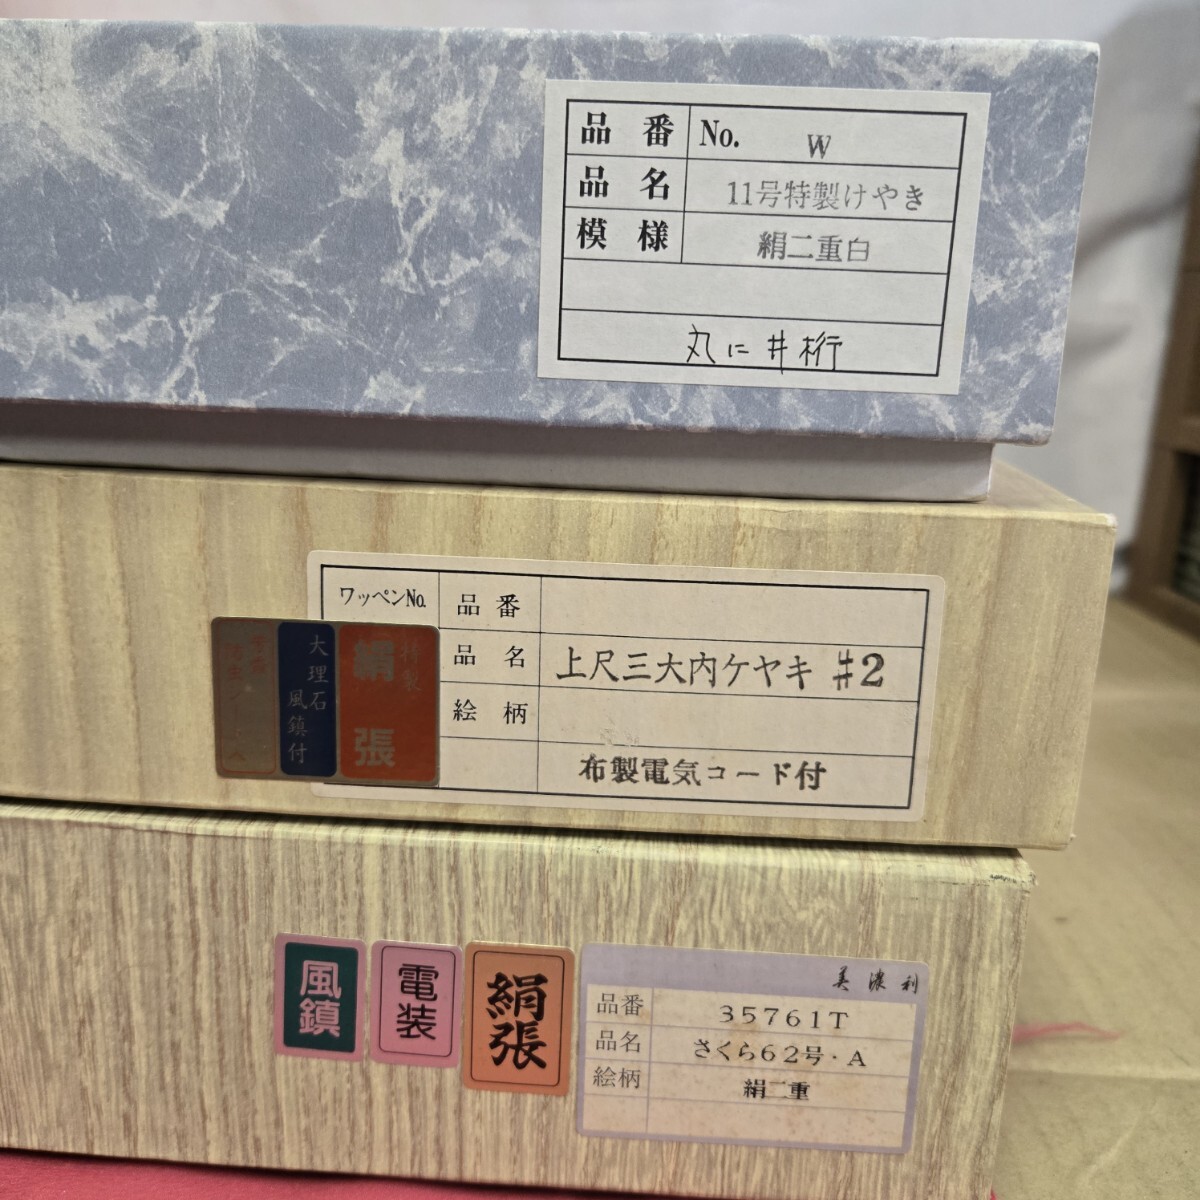 品番 No. W
品名 11号特製けやき
模様 絹二重白
丸に井桁
ワッペンNo. 品番
品名 上尺三大内ケヤキ #2
絵柄
布製電気コード付
特製
絹張
大理石
風鎮付
風鎮
電装
絹張
美濃利
品番 35761T
品名 さくら62号・A
絵柄 絹二重